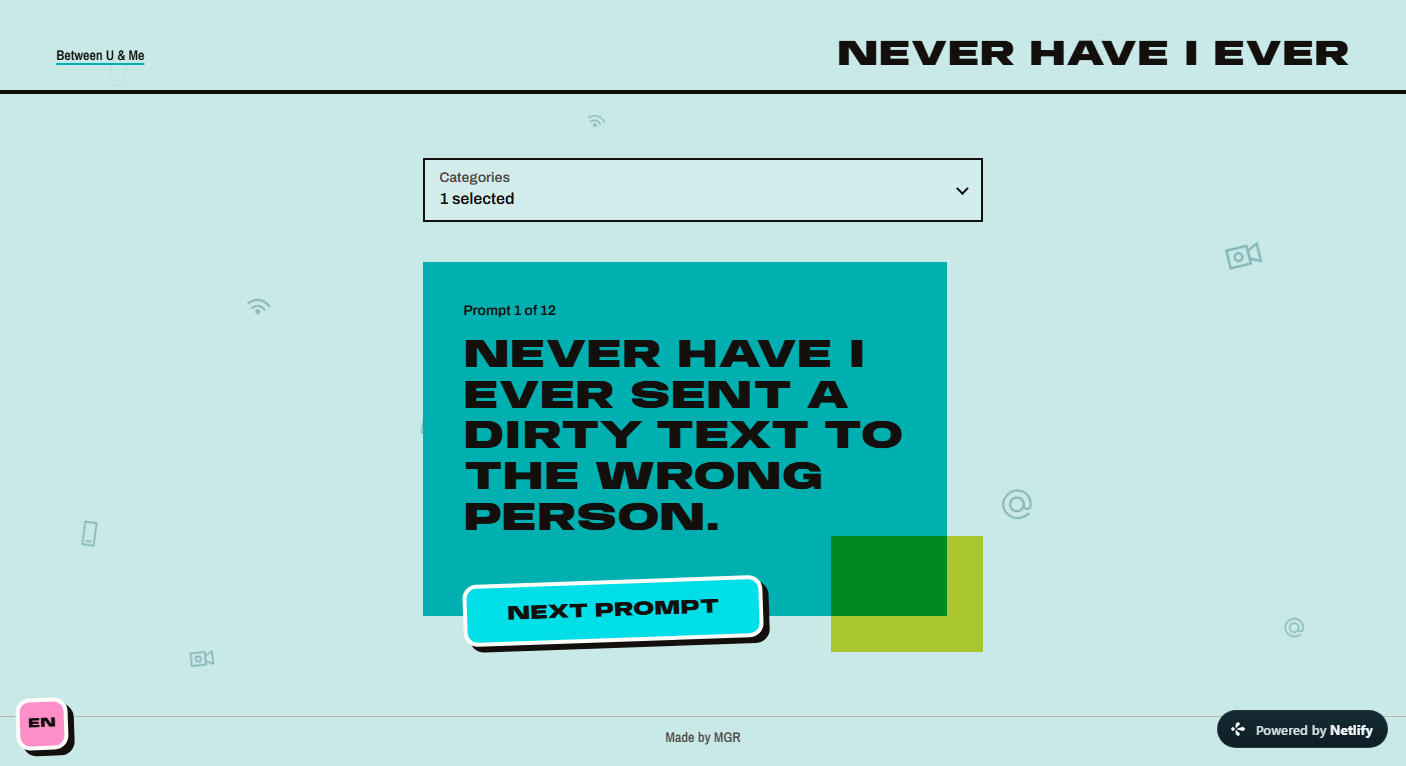 Between U & Me
NEVER HAVE I EVER
Categories
1 selected
Prompt 1 of 12
NEVER HAVE I
EVER SENT A
DIRTY TEXT TO
THE WRONG
PERSON.
NEXT PROMPT
EN
Made by MGR
Powered by Netlify